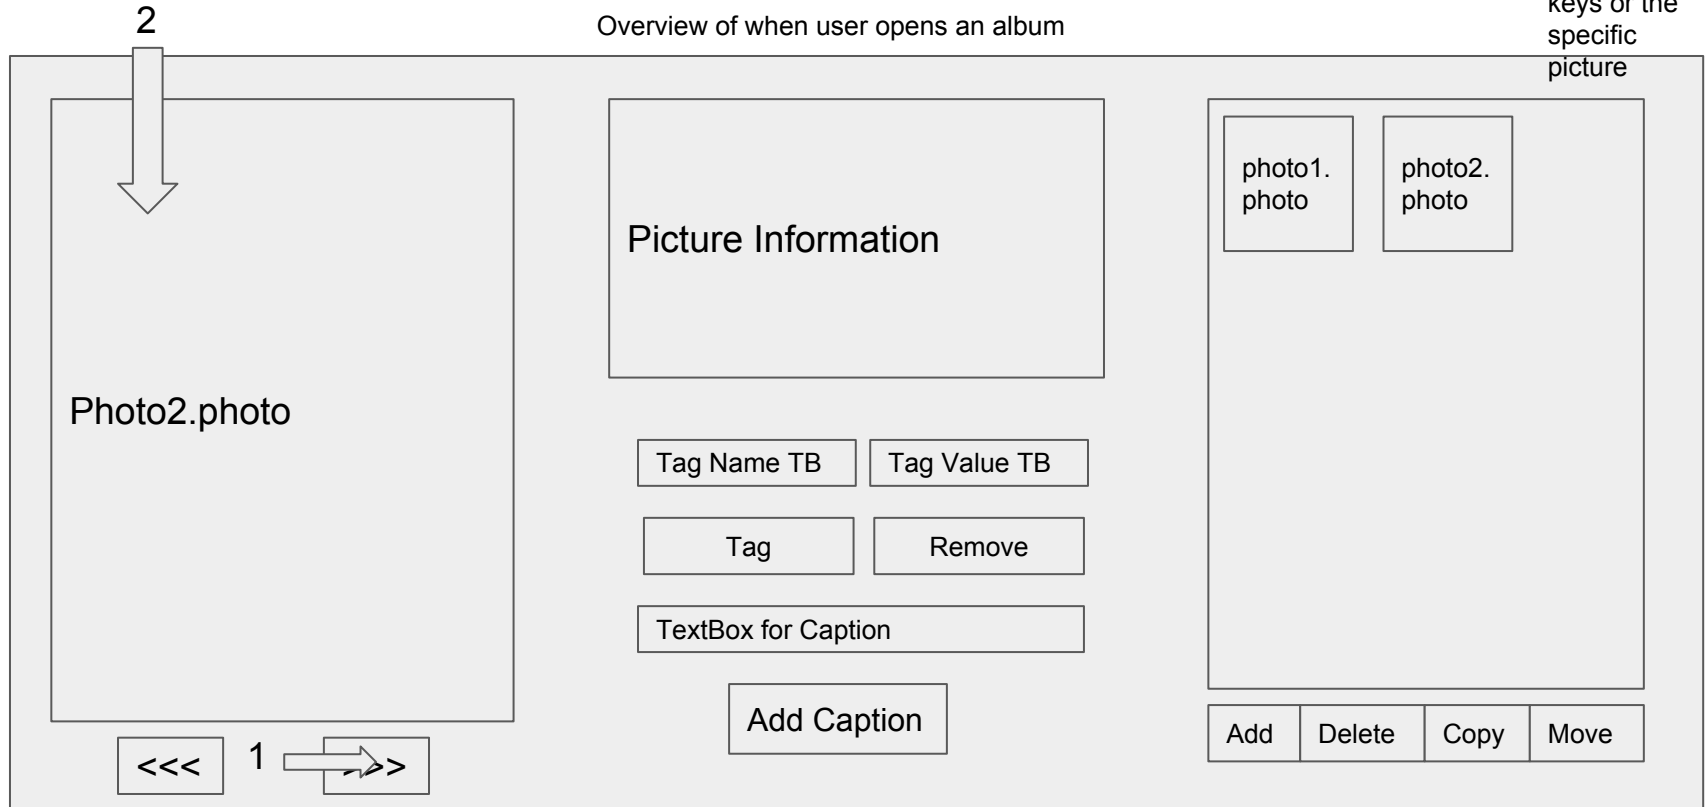 2
Overview of when user opens an album
keys or the
specific
picture
Photo2.photo
<<<
1
>>>
Picture Information
Tag Name TB
Tag Value TB
Tag
Remove
TextBox for Caption
Add Caption
photo1.
photo
photo2.
photo
Add
Delete
Copy
Move